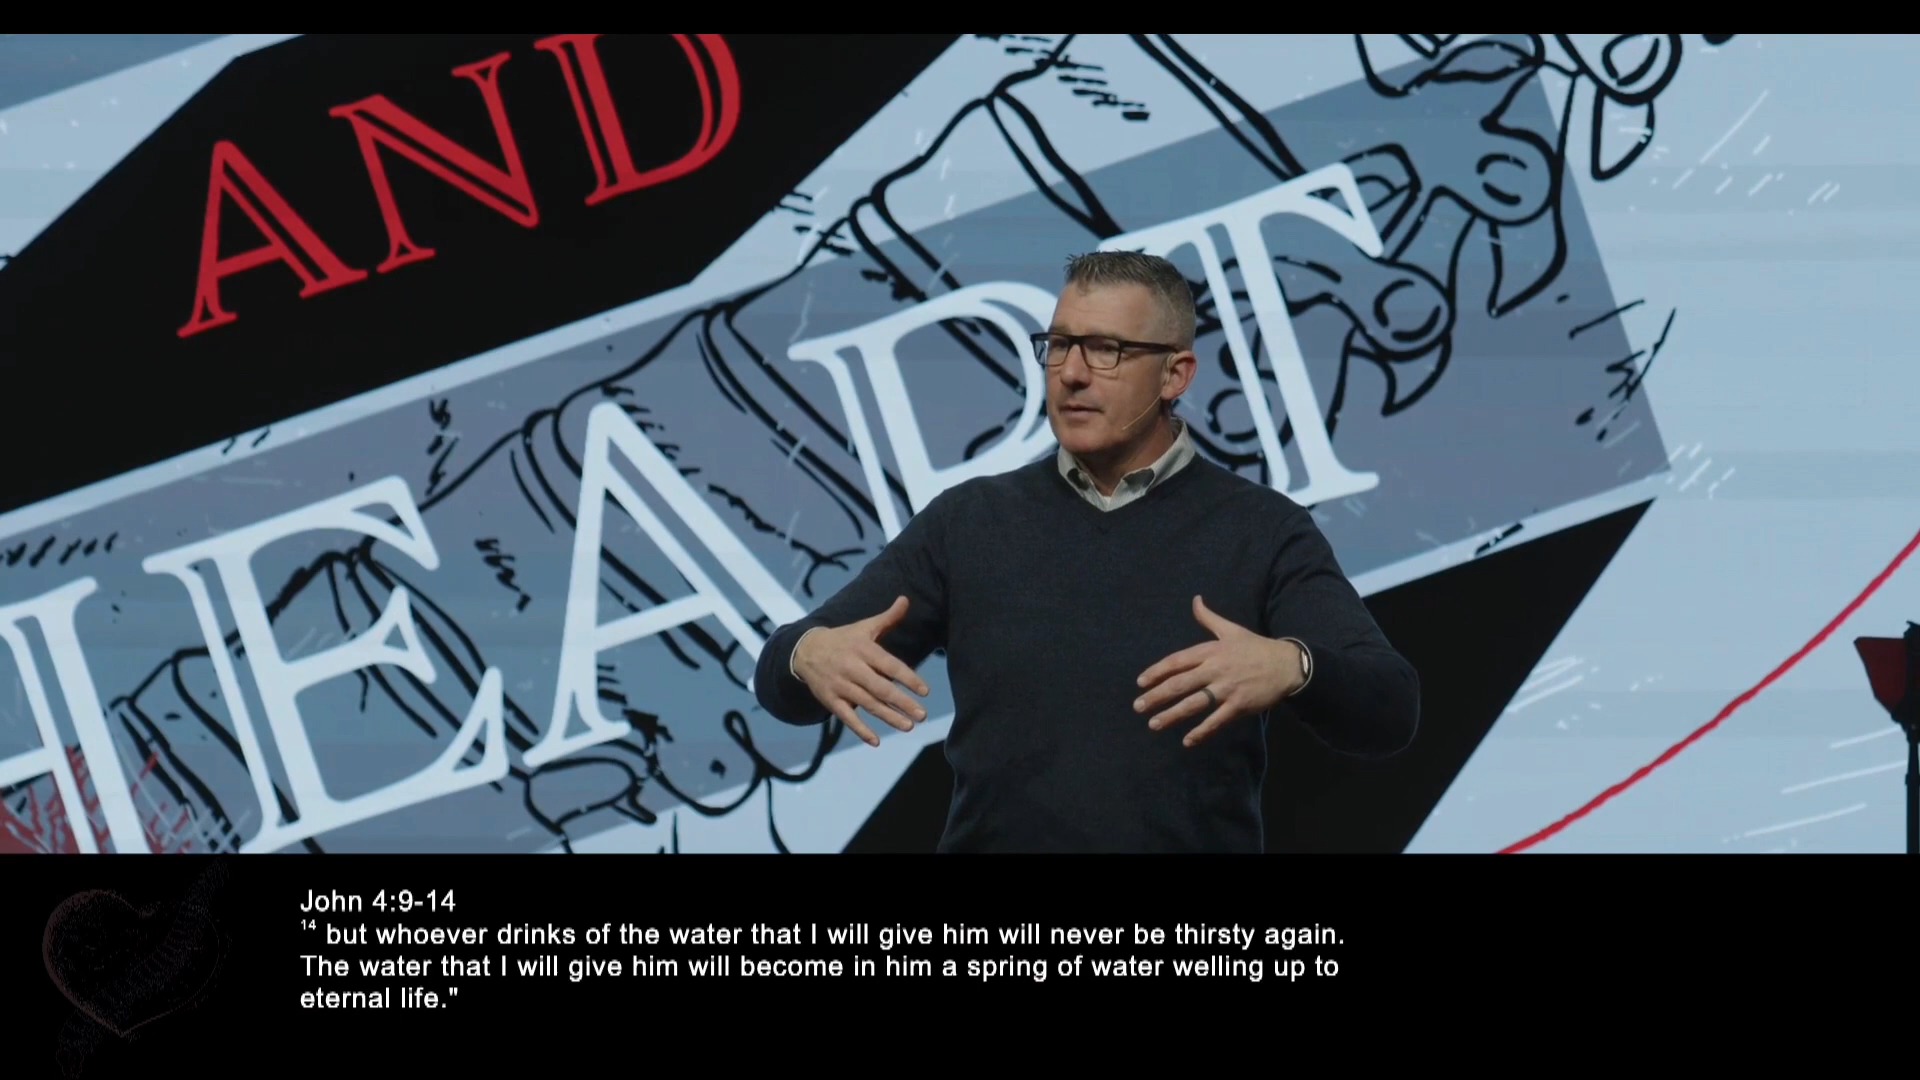 AND
HEART
John 4:9-14
14 but whoever drinks of the water that I will give him will never be thirsty again.
The water that I will give him will become in him a spring of water welling up to
eternal life."